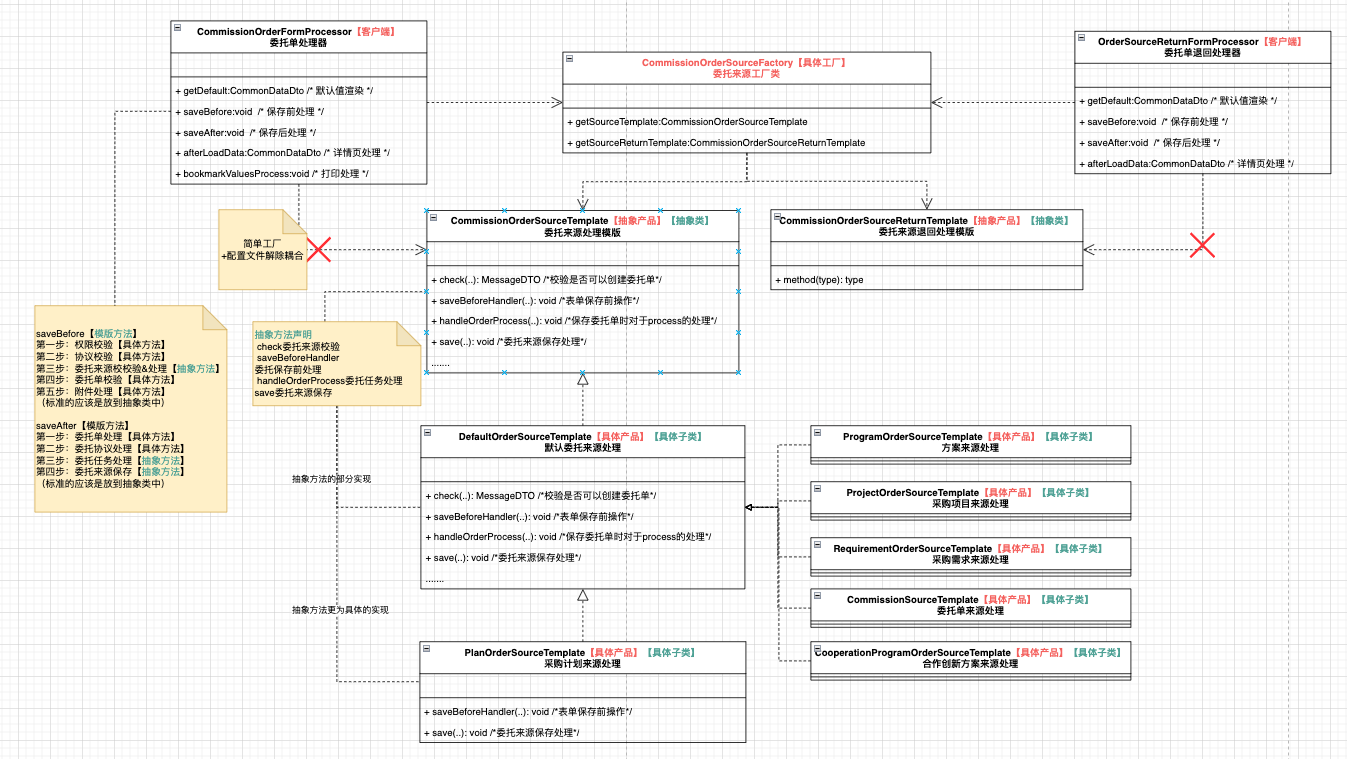 CommissionOrderFormProcessor【客户端】
委托单处理器
+ getDefault:CommonDataDto /* 默认值渲染 */
+ saveBefore:void /* 保存前处理 */
+ saveAfter:void /* 保存后处理 */
+ afterLoadData:CommonDataDto /* 详情页处理 */
+ bookmarkValuesProcess:void /* 打印处理 */
CommissionOrderSourceFactory【具体工厂】
委托来源工厂类
+ getSourceTemplate:CommissionOrderSourceTemplate
+ getSourceReturnTemplate:CommissionOrderSourceReturnTemplate
OrderSourceReturnFormProcessor【客户端】
委托单退回处理器
+ getDefault:CommonDataDto /* 默认值渲染 */
+ saveBefore:void /* 保存前处理 */
+ saveAfter:void /* 保存后处理 */
+ afterLoadData:CommonDataDto /* 详情页处理 */
简单工厂
+配置文件解除耦合
CommissionOrderSourceTemplate【抽象产品】【抽象类】
委托来源处理模版
+ check(..): MessageDTO /*校验是否可以创建委托单*/
+ saveBeforeHandler(..): void /*表单保存前操作*/
+ handleOrderProcess(..): void /*保存委托单时对于process的处理*/
+ save(..): void /*委托来源保存处理*/
.......
CommissionOrderSourceReturnTemplate【抽象产品】【抽象类】
委托来源退回处理模版
+ method(type): type
saveBefore【模版方法】
第一步：权限校验【具体方法】
第二步：协议校验【具体方法】
第三步：委托来源校校验&处理【抽象方法】
第四步：委托单校验【具体方法】
第五步：附件处理【具体方法】
（标准的应该是放到抽象类中）
saveAfter【模版方法】
第一步：委托单处理【具体方法】
第二步：委托协议处理【具体方法】
第三步：委托任务处理【抽象方法】
第四步：委托来源保存【抽象方法】
（标准的应该是放到抽象类中）
抽象方法声明
check委托来源校验
saveBeforeHandler
委托保存前处理
handleOrderProcess委托任务处理
save委托来源保存
抽象方法的部分实现
抽象方法更为具体的实现
DefaultOrderSourceTemplate【具体产品】【具体子类】
默认委托来源处理
+ check(..): MessageDTO /*校验是否可以创建委托单*/
+ saveBeforeHandler(..): void /*表单保存前操作*/
+ handleOrderProcess(..): void /*保存委托单时对于process的处理*/
+ save(..): void /*委托来源保存处理*/
.......
PlanOrderSourceTemplate【具体产品】【具体子类】
采购计划来源处理
+ saveBeforeHandler(..): void /*表单保存前操作*/
+ save(..): void /*委托来源保存处理*/
ProgramOrderSourceTemplate【具体产品】【具体子类】
方案来源处理
ProjectOrderSourceTemplate【具体产品】【具体子类】
采购项目来源处理
RequirementOrderSourceTemplate【具体产品】【具体子类】
采购需求来源处理
CommissionSourceTemplate【具体产品】【具体子类】
委托单来源处理
CooperationProgramOrderSourceTemplate【具体产品】【具体子类】
合作创新方案来源处理